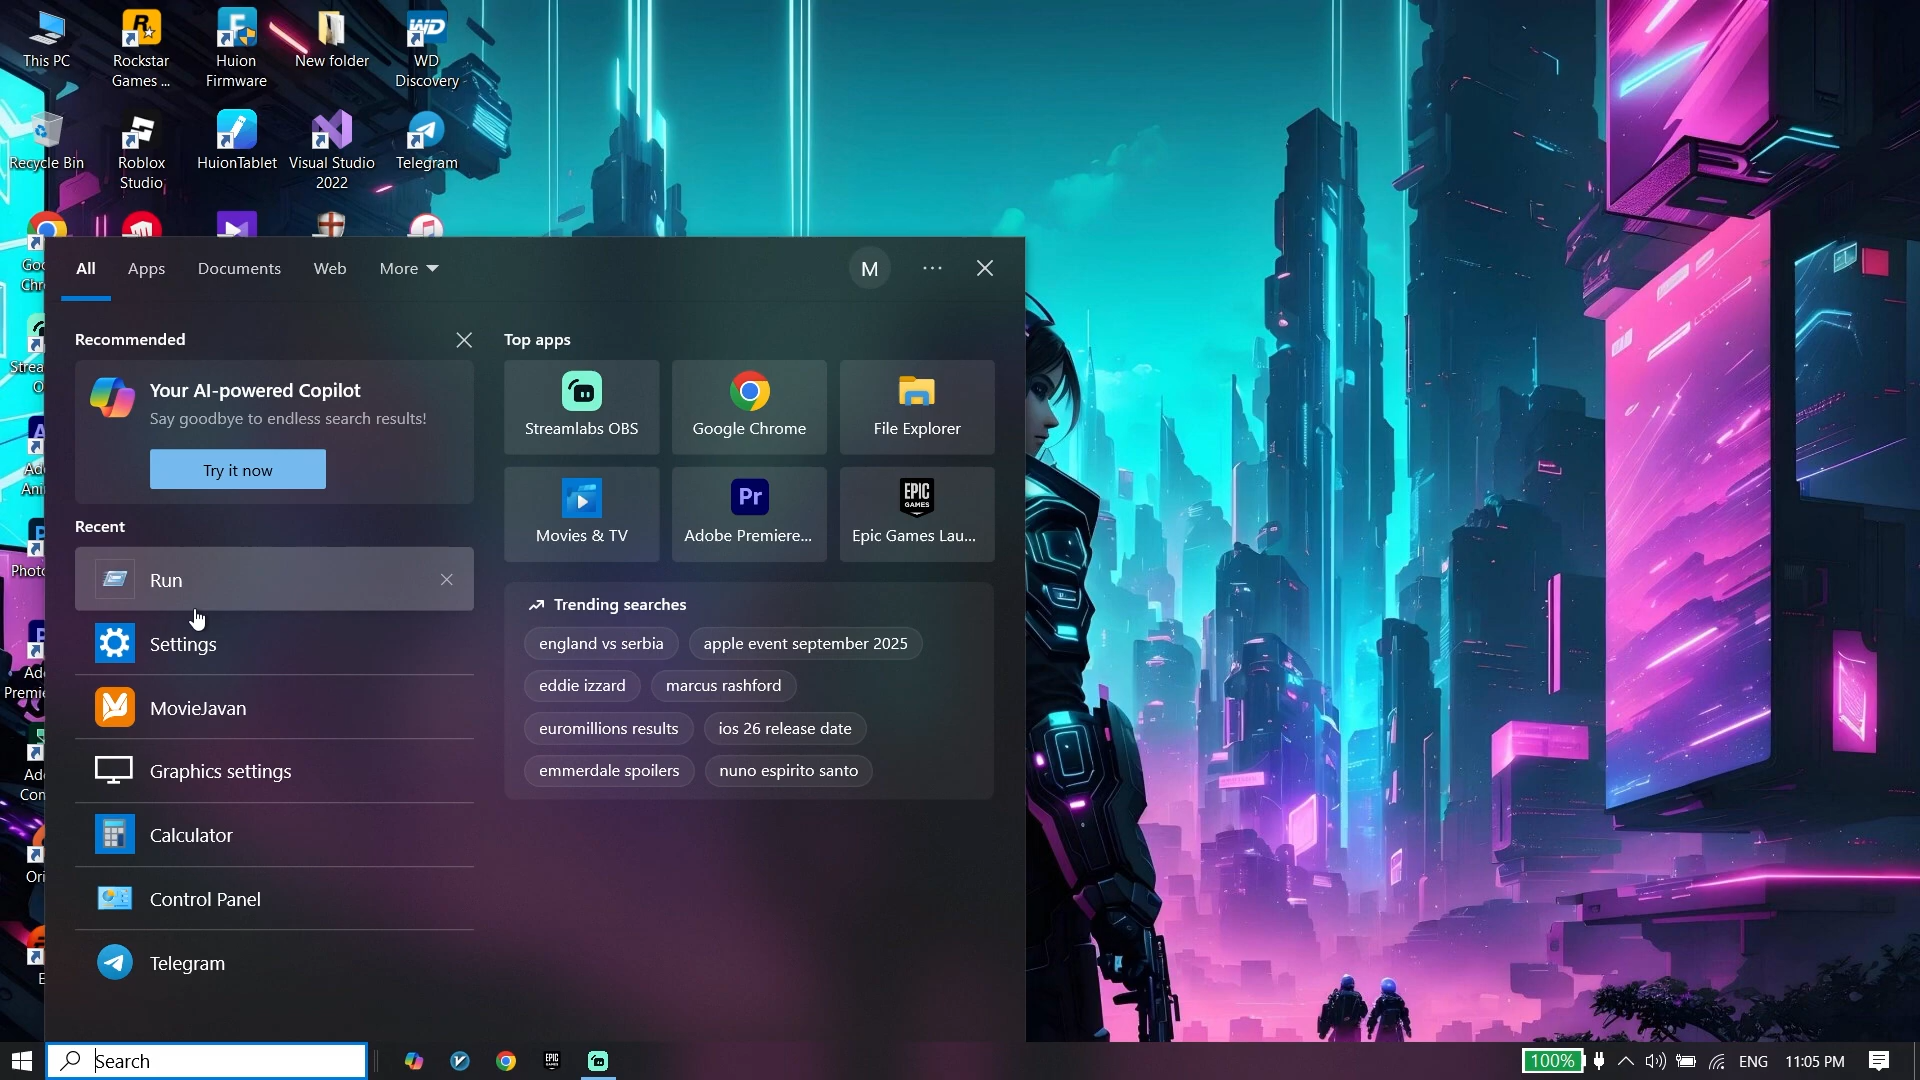 This PC
Rockstar
Games ...
Huion
Firmware
New folder
WD
Discovery
Recycle Bin
Roblox
Studio
HuionTablet
Visual Studio
2022
Telegram
All
Apps
Documents
Web
More
M
Recommended
Your AI-powered Copilot
Say goodbye to endless search results!
Try it now
Recent
Run
Settings
MovieJavan
Graphics settings
Calculator
Control Panel
Telegram
Top apps
Streamlabs OBS
Google Chrome
File Explorer
Movies & TV
Pr
Adobe Premiere...
EPIC
GAMES
Epic Games Lau...
Trending searches
england vs serbia
apple event september 2025
eddie izzard
marcus rashford
euromillions results
ios 26 release date
emmerdale spoilers
nuno espirito santo
Search
100%
ENG
11:05 PM